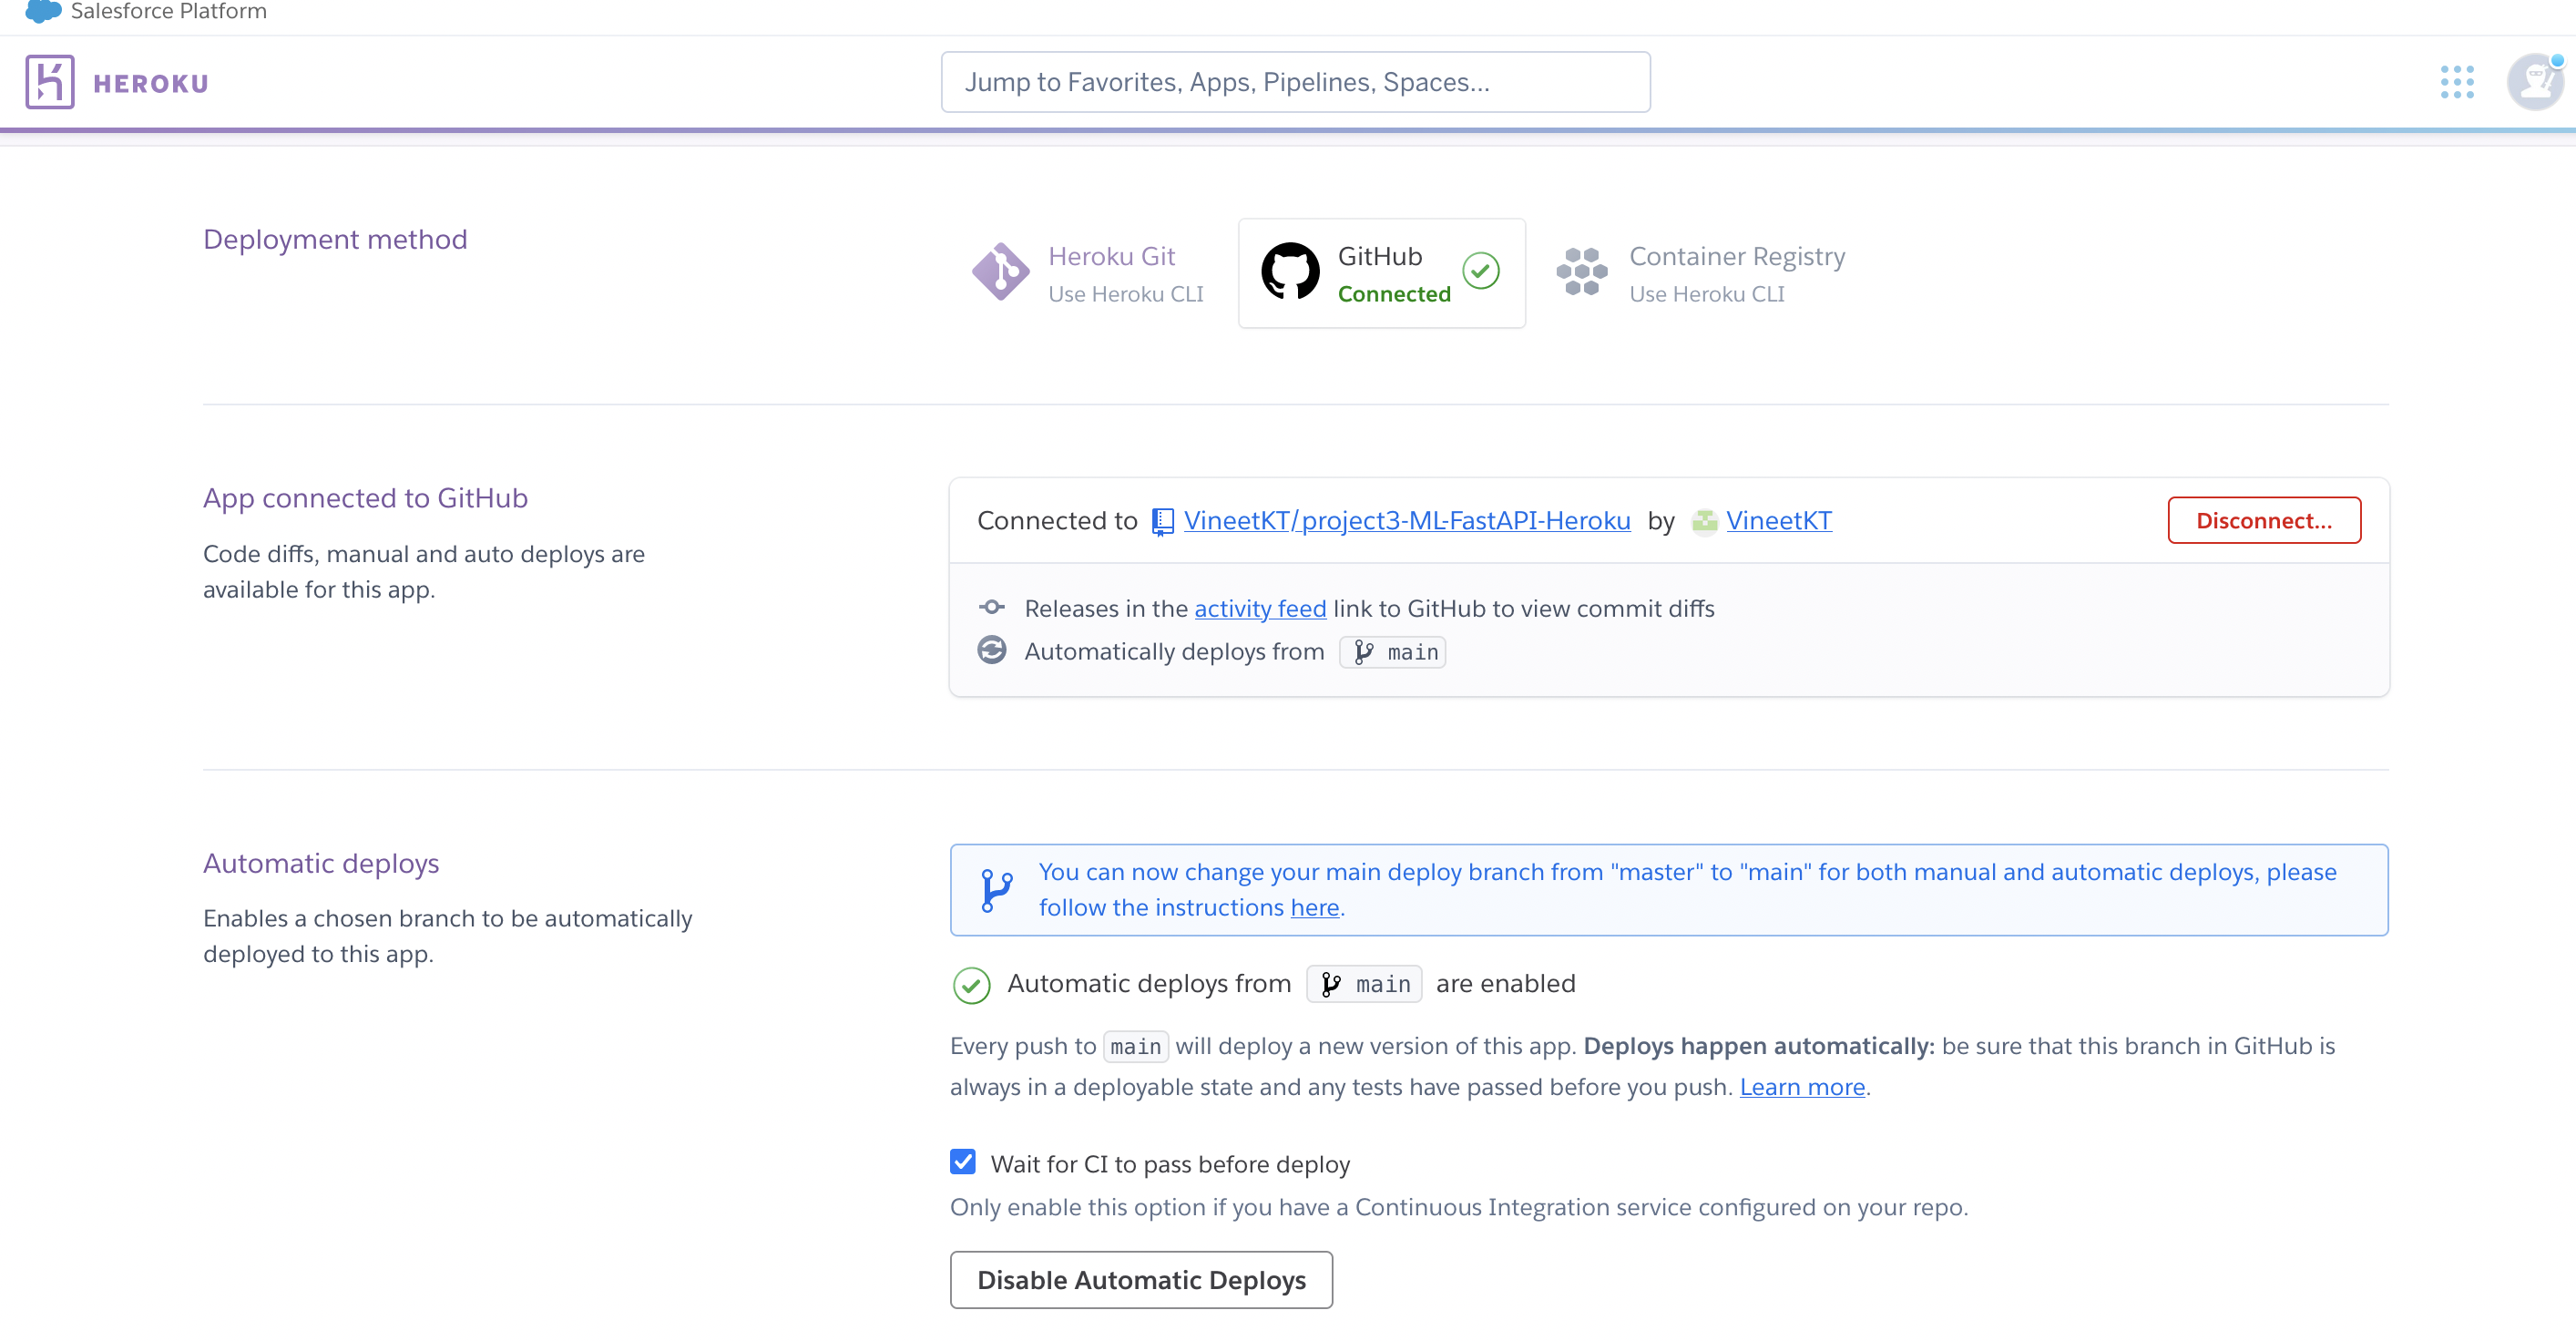 Salesforce Platform
HEROKU
Jump to Favorites, Apps, Pipelines, Spaces...
Deployment method
Heroku Git
Use Heroku CLI
GitHub
Connected
Container Registry
Use Heroku CLI
App connected to GitHub
Code diffs, manual and auto deploys are
available for this app.
Connected to VineetKT/project3-ML-FastAPI-Heroku by VineetKT
Disconnect...
Releases in the activity feed link to GitHub to view commit diffs
Automatically deploys from main
Automatic deploys
Enables a chosen branch to be automatically
deployed to this app.
You can now change your main deploy branch from "master" to "main" for both manual and automatic deploys, please
follow the instructions here.
Automatic deploys from main are enabled
Every push to main will deploy a new version of this app. Deploys happen automatically: be sure that this branch in GitHub is
always in a deployable state and any tests have passed before you push. Learn more.
Wait for CI to pass before deploy
Only enable this option if you have a Continuous Integration service configured on your repo.
Disable Automatic Deploys